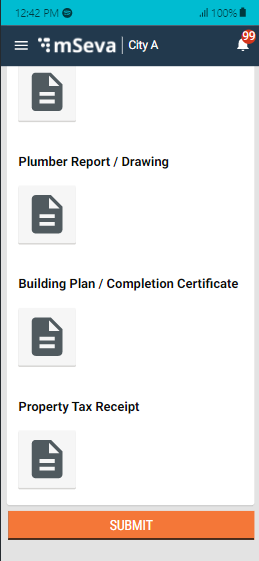 12:42 PM 100%
mSeva City A 99
Plumber Report / Drawing
Building Plan / Completion Certificate
Property Tax Receipt
SUBMIT